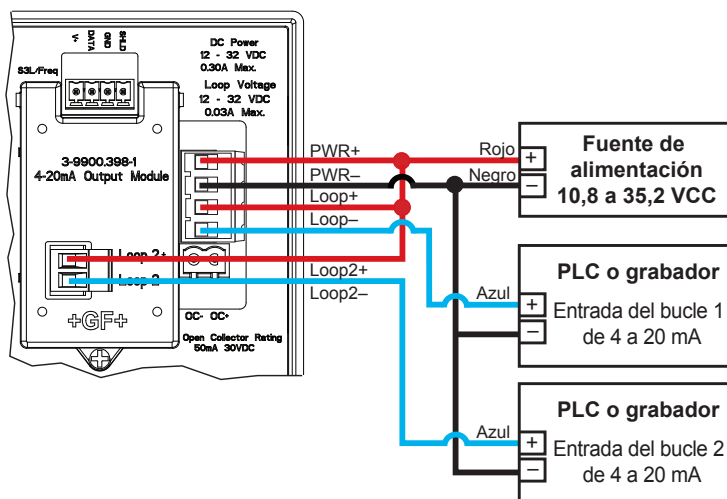 V+
DATA
GND
SHLD
S3L/Freq
DC Power
12 - 32 VDC
0.30A Max.
Loop Voltage
12 - 32 VDC
0.03A Max.
3-9900.398-1
4-20mA Output Module
Loop 2+
Loop 2-
+GF+
OC- OC+
Open Collector Rating
50mA 30VDC
PWR+
PWR–
Loop+
Loop–
Loop2+
Loop2–
Rojo
Negro
+
–
Fuente de
alimentación
10,8 a 35,2 VCC
Azul
+
–
PLC o grabador
Entrada del bucle 1
de 4 a 20 mA
Azul
+
–
PLC o grabador
Entrada del bucle 2
de 4 a 20 mA